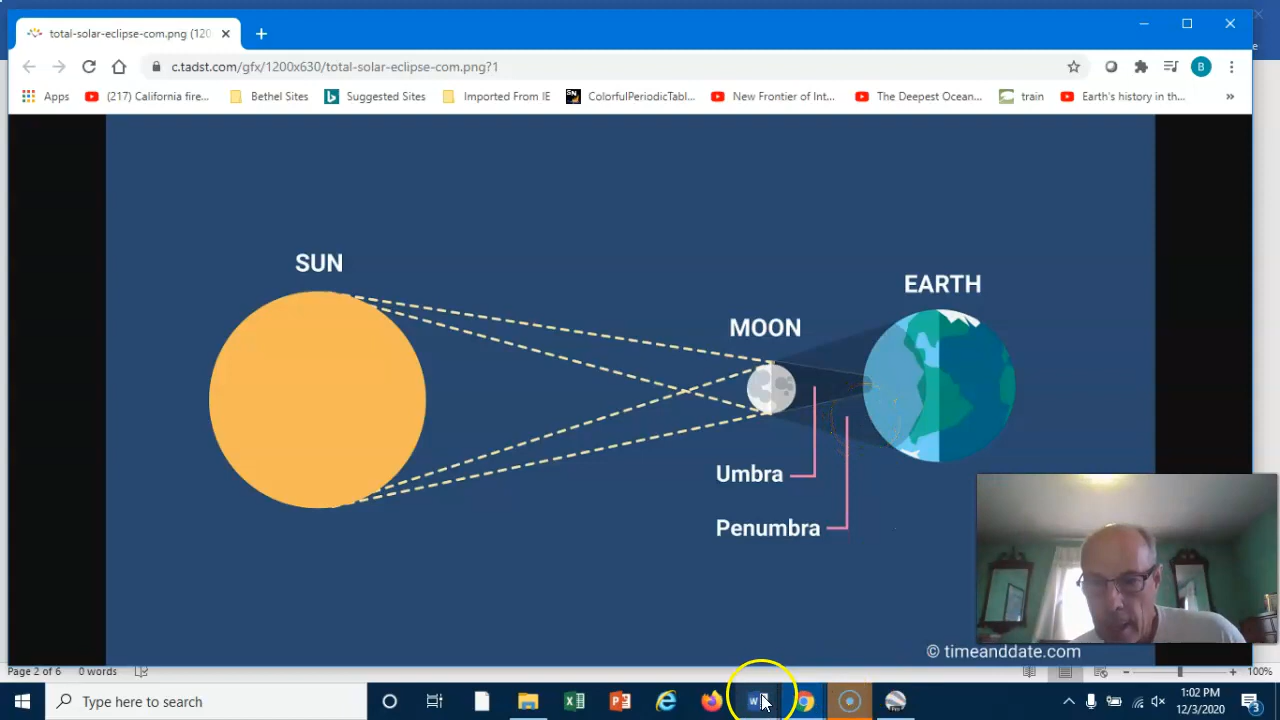 total-solar-eclipse-com.png (120
c.tadst.com/gfx/1200x630/total-solar-eclipse-com.png?1
B
Apps
(217) California fire...
Bethel Sites
Suggested Sites
Imported From IE
ColorfulPeriodicTabl...
New Frontier of Int...
The Deepest Ocean...
train
Earth's history in th...
»
SUN
EARTH
MOON
Umbra
Penumbra
© timeanddate.com
Page 2 of 6
0 words
100%
Type here to search
1:02 PM
12/3/2020
3